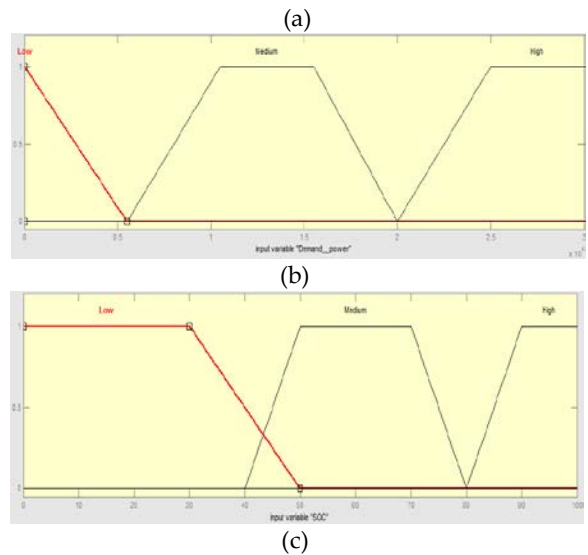 (a)
Low Medium High
1
0.5
0
0 0.5 1 1.5 2 2.5
input variable "Demand__power" x 10
(b)
Low Medium High
1
0.5
0
0 10 20 30 40 50 60 70 80 90 100
input variable "SOC"
(c)